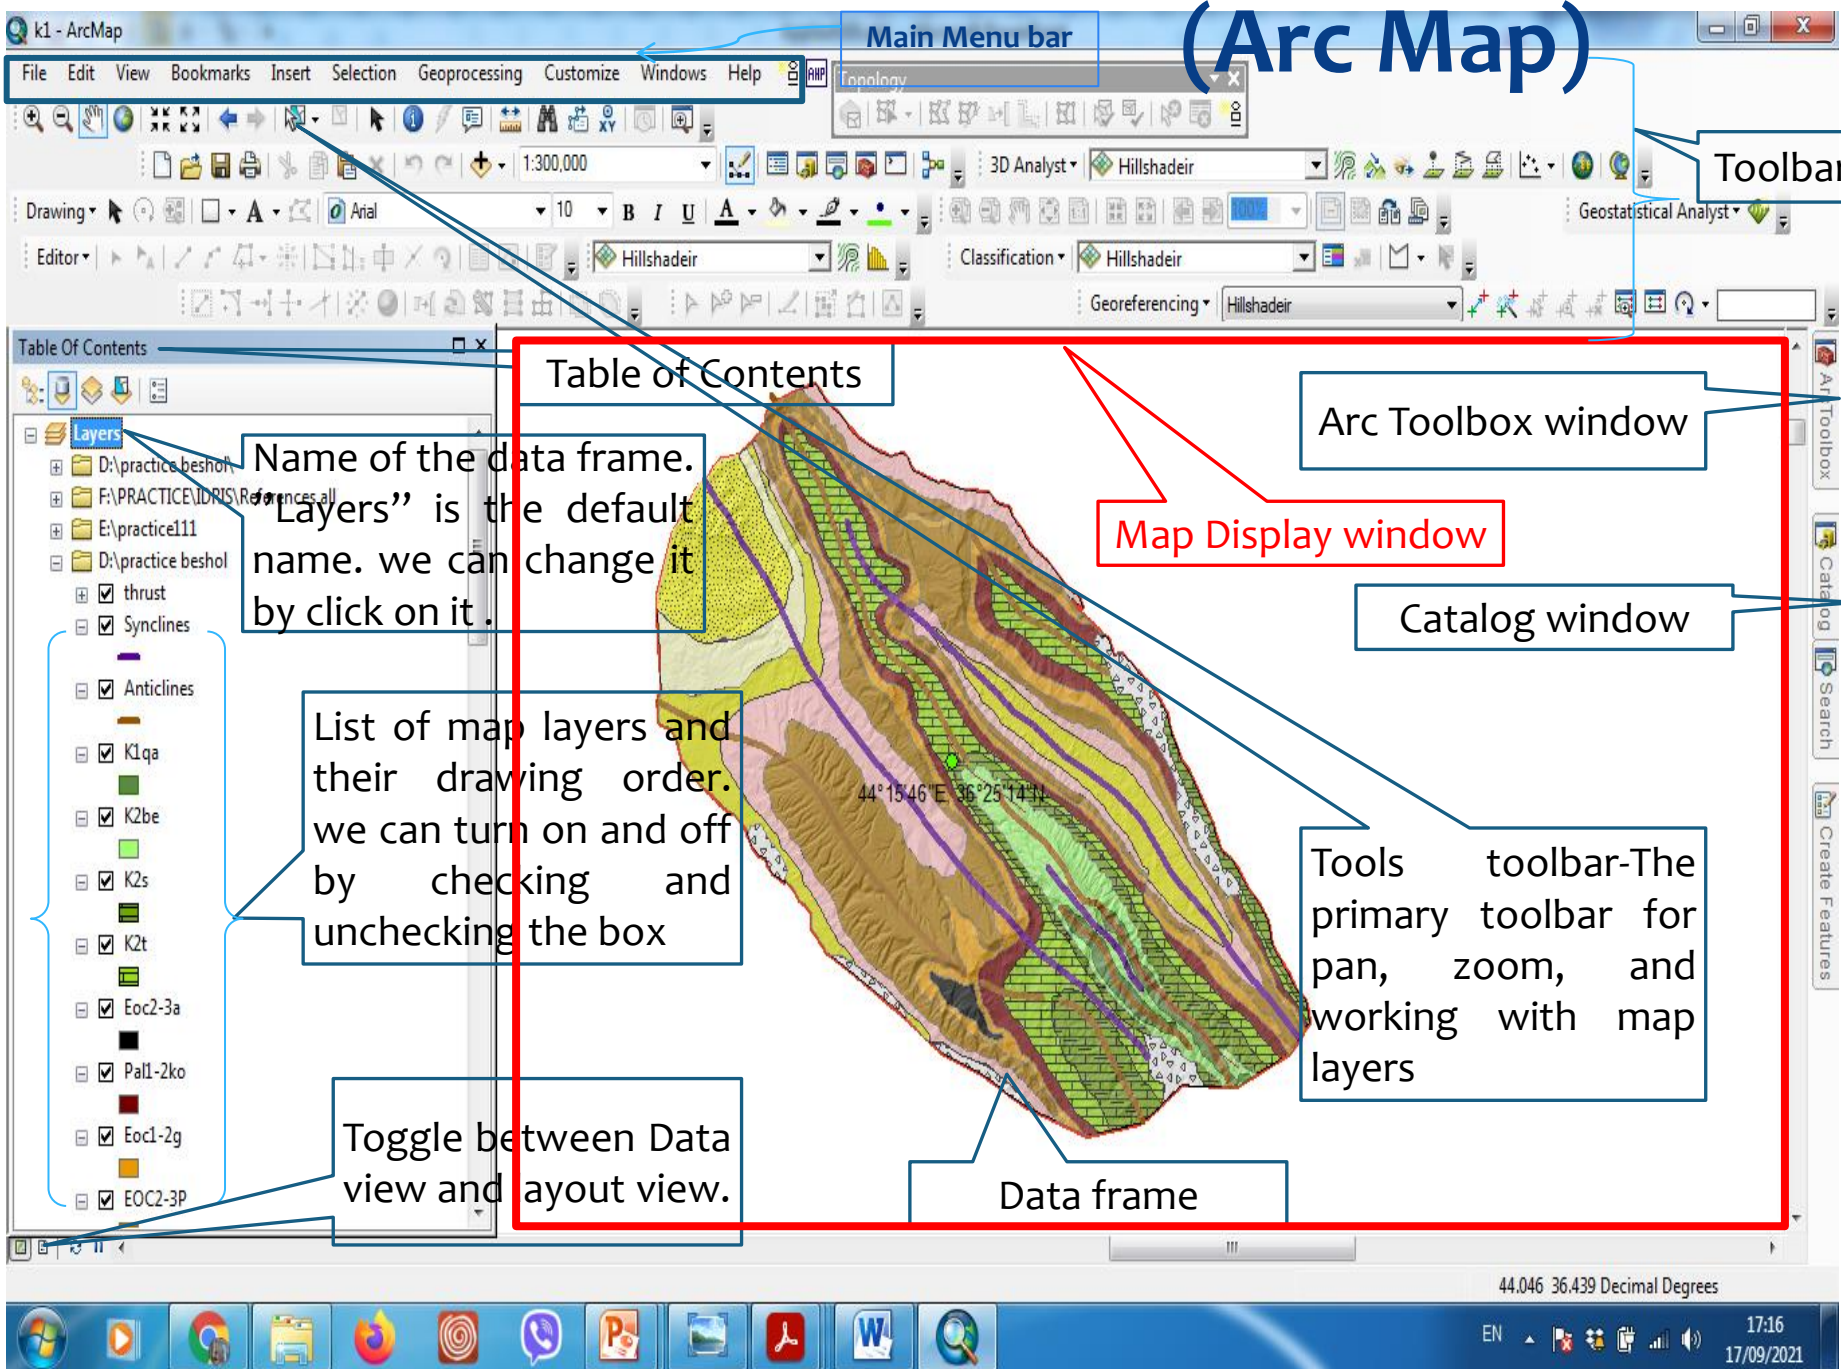 (Arc Map)
k1 - ArcMap
Main Menu bar
File Edit View Bookmarks Insert Selection Geoprocessing Customize Windows Help AHP
Topology
XY
1:300,000
3D Analyst Hillshadeir
Toolbar
Drawing A Arial 10 B I U A 100% Geostatistical Analyst
Editor Hillshadeir Classification Hillshadeir
Georeferencing Hillshadeir
Table Of Contents
Table of Contents
Layers
D:\practice beshol\
F:\PRACTICE\IDRIS\References all
E:\practice111
D:\practice beshol
thrust
Synclines
Anticlines
K1qa
K2be
K2s
K2t
Eoc2-3a
Pal1-2ko
Eoc1-2g
EOC2-3P
Name of the data frame.
”Layers” is the default
name. we can change it
by click on it .
List of map layers and
their drawing order.
we can turn on and off
by checking and
unchecking the box
Toggle between Data
view and layout view.
Arc Toolbox window
Map Display window
Catalog window
44°15'46"E, 36°25'14"N
Tools toolbar-The
primary toolbar for
pan, zoom, and
working with map
layers
Data frame
ArcToolbox
Catalog
Search
Create Features
44.046 36.439 Decimal Degrees
EN
17:16
17/09/2021